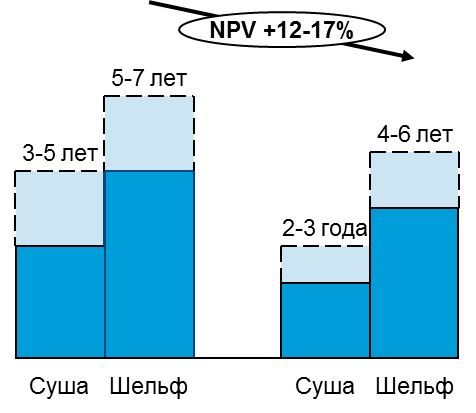 NPV +12-17%
5-7 лет
3-5 лет
4-6 лет
2-3 года
Суша Шельф Суша Шельф